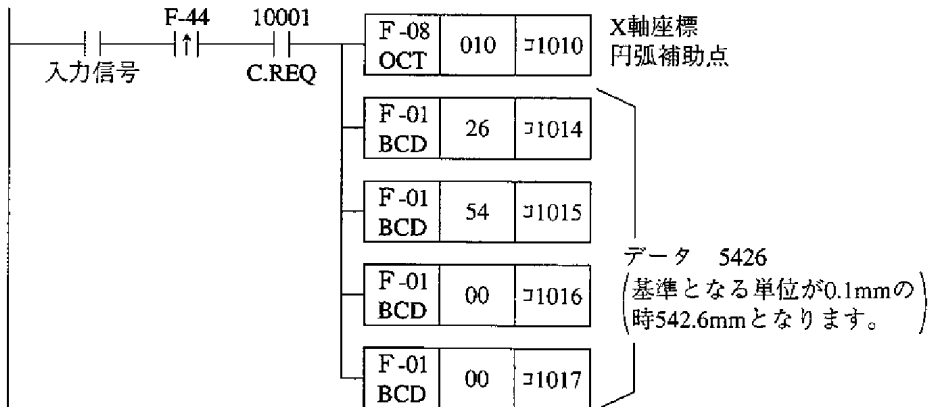 F-44 10001
入力信号 C.REQ
F-08 OCT 010 コ1010 X軸座標
円弧補助点
F-01 BCD 26 コ1014
F-01 BCD 54 コ1015
F-01 BCD 00 コ1016
F-01 BCD 00 コ1017
データ 5426
(基準となる単位が0.1mmの
時542.6mmとなります。)